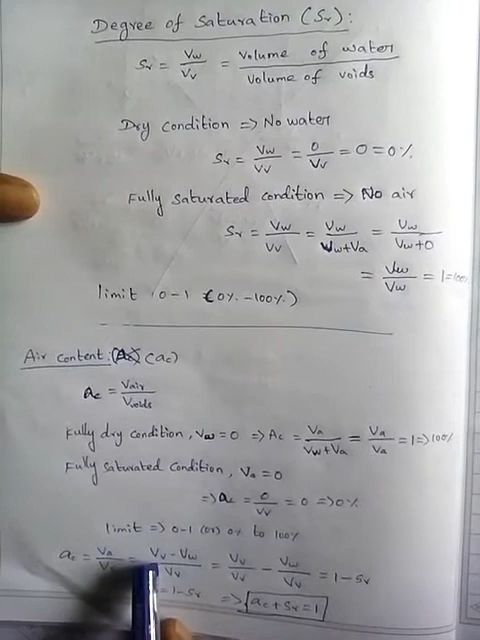 Degree of Saturation (Sr):
Sr = Vw/Vv = Volume of water/Volume of voids
Dry condition => No water
Sr = Vw/Vv = 0/Vv = 0 = 0%
Fully saturated condition => No air
Sr = Vw/Vv = Vw/Vw+Va = Vw/Vw+0
= Vw/Vw = 1 = 100%
limit 0-1 (0% - 100%)
Air content: (ac)
ac = Vair/Vvoids
Fully dry condition, Vw = 0 => Ac = Va/Vw+Va = Va/Va = 1 => 100%
Fully saturated Condition, Va = 0
=> ac = 0/Vv = 0 => 0%
limit => 0-1 (or) 0% to 100%
ac = Va/ = Vv - Vw/Vv = Vv/Vv - Vw/Vv = 1 - Sr
= 1 - Sr => ac + Sr = 1